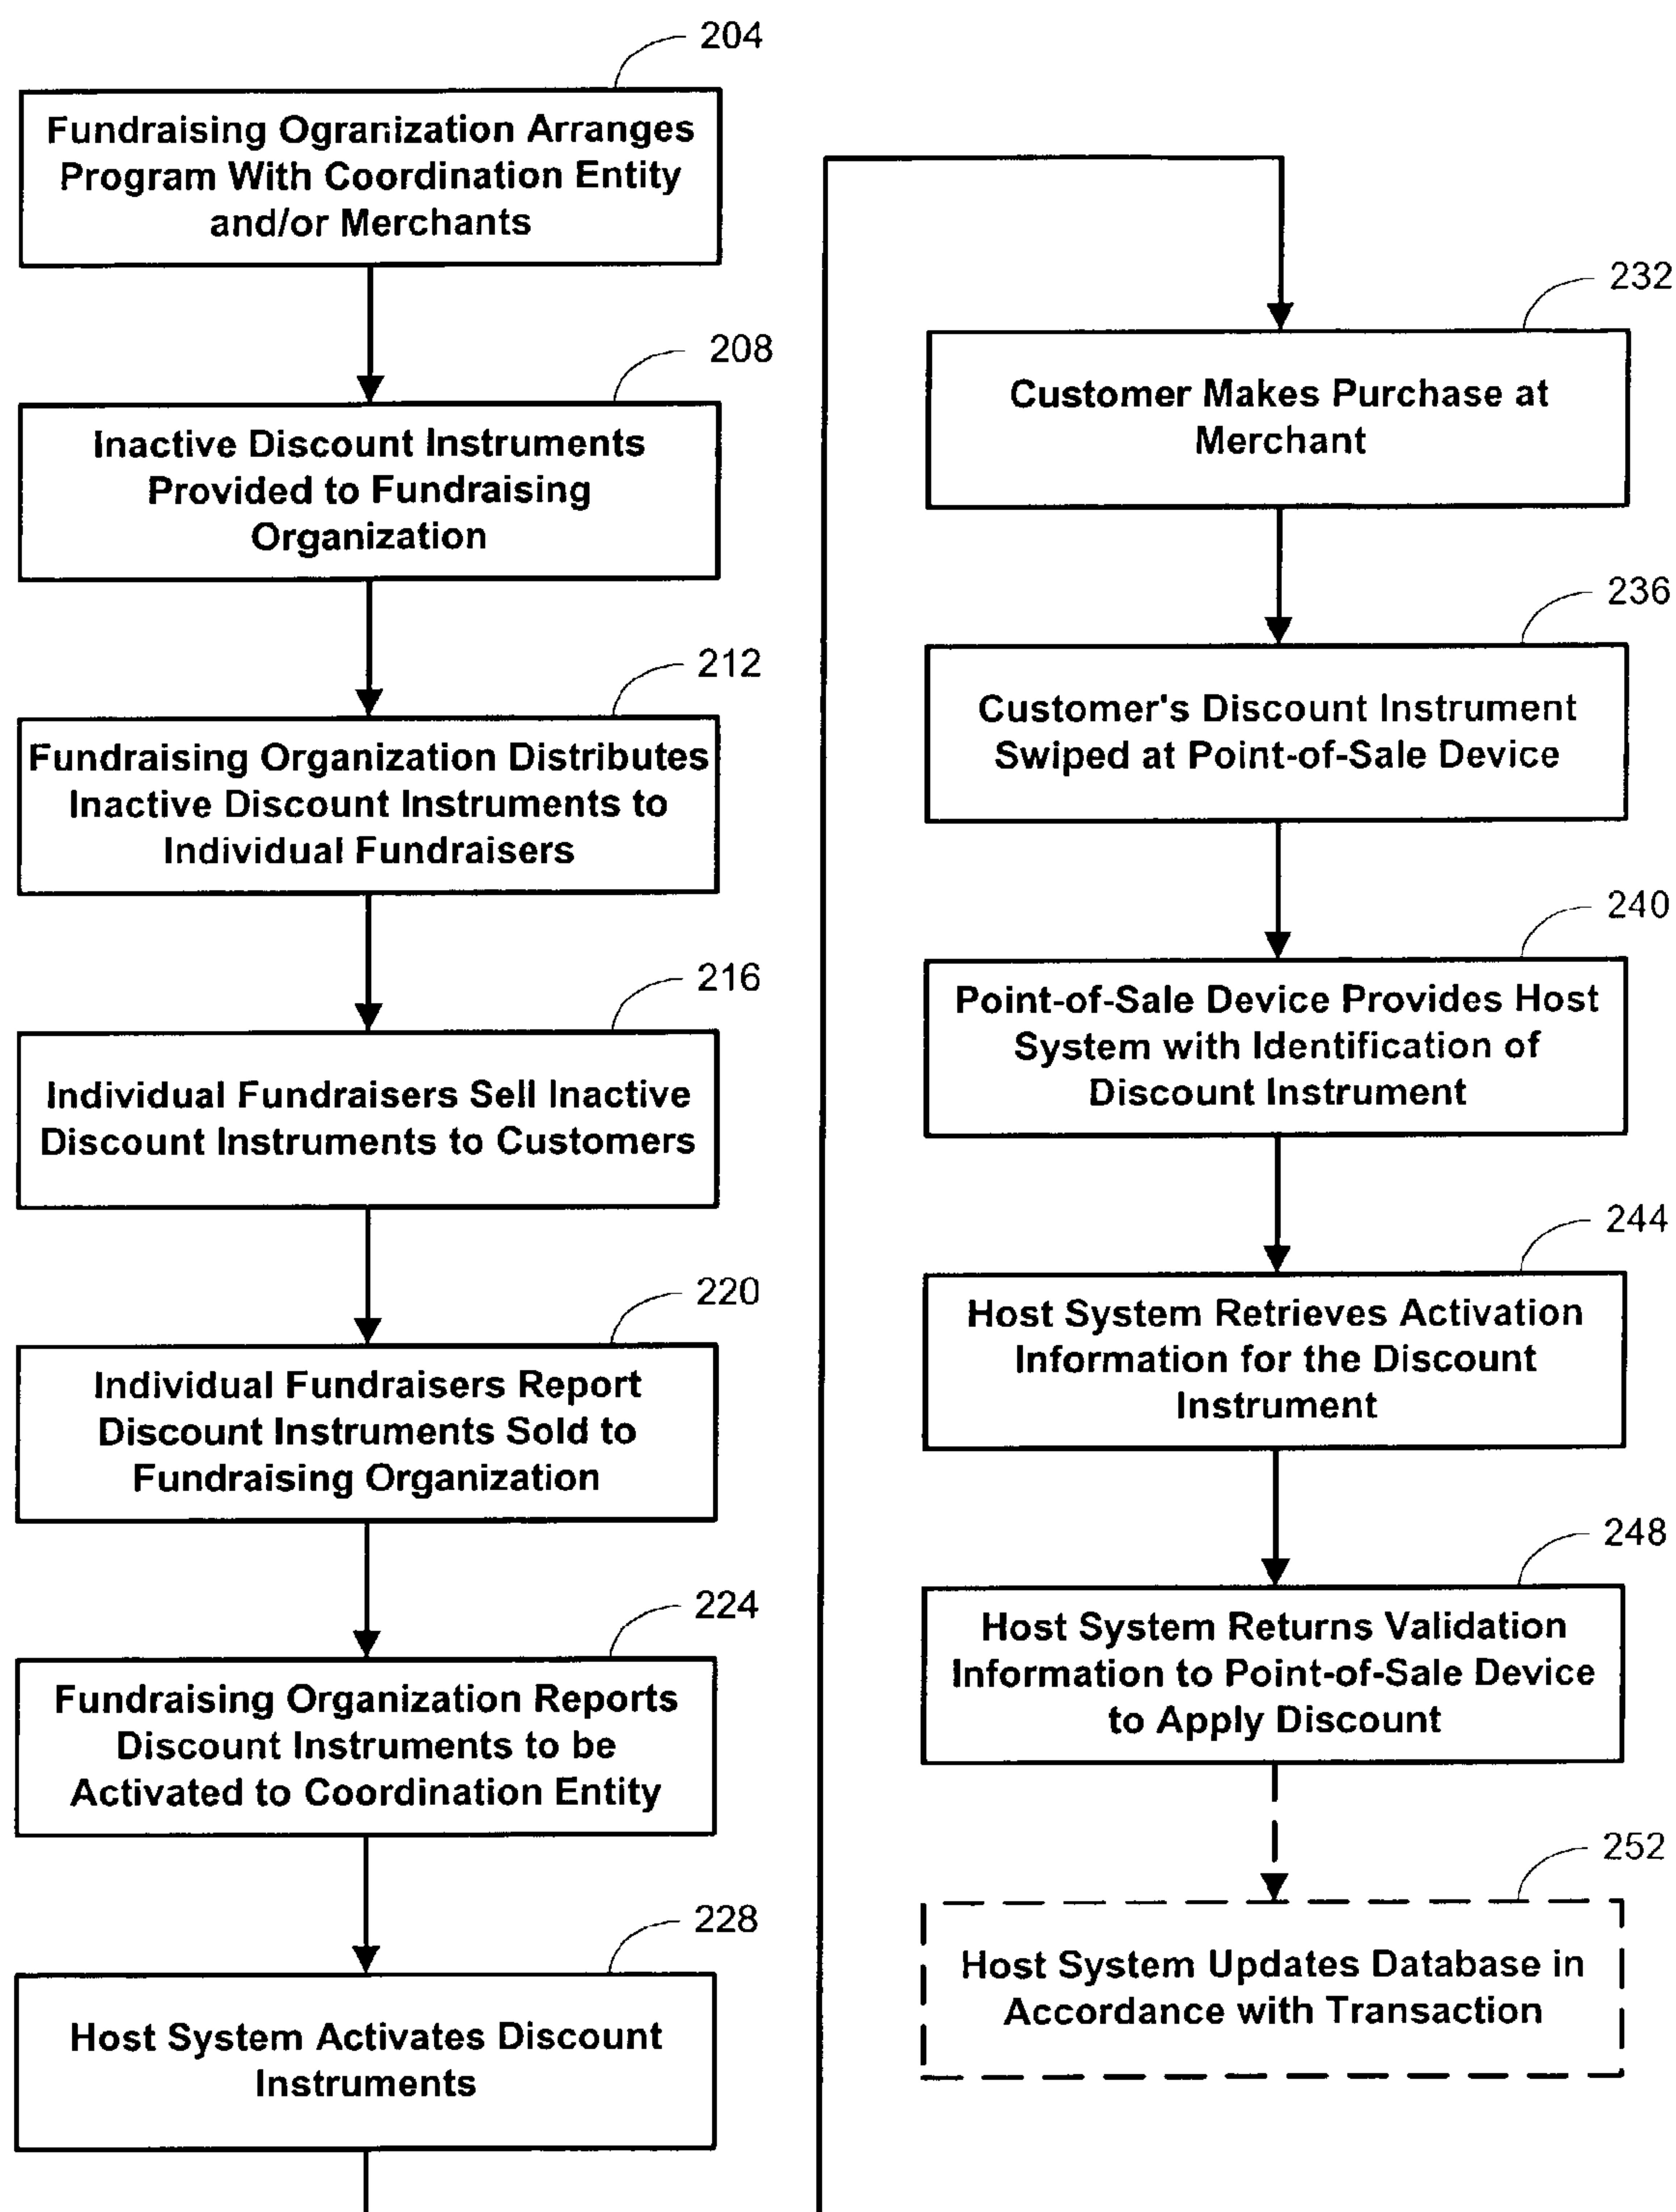 204
Fundraising Ogranization Arranges
Program With Coordination Entity
and/or Merchants
208
Inactive Discount Instruments
Provided to Fundraising
Organization
212
Fundraising Organization Distributes
Inactive Discount Instruments to
Individual Fundraisers
216
Individual Fundraisers Sell Inactive
Discount Instruments to Customers
220
Individual Fundraisers Report
Discount Instruments Sold to
Fundraising Organization
224
Fundraising Organization Reports
Discount Instruments to be
Activated to Coordination Entity
228
Host System Activates Discount
Instruments
232
Customer Makes Purchase at
Merchant
236
Customer's Discount Instrument
Swiped at Point-of-Sale Device
240
Point-of-Sale Device Provides Host
System with Identification of
Discount Instrument
244
Host System Retrieves Activation
Information for the Discount
Instrument
248
Host System Returns Validation
Information to Point-of-Sale Device
to Apply Discount
252
Host System Updates Database in
Accordance with Transaction